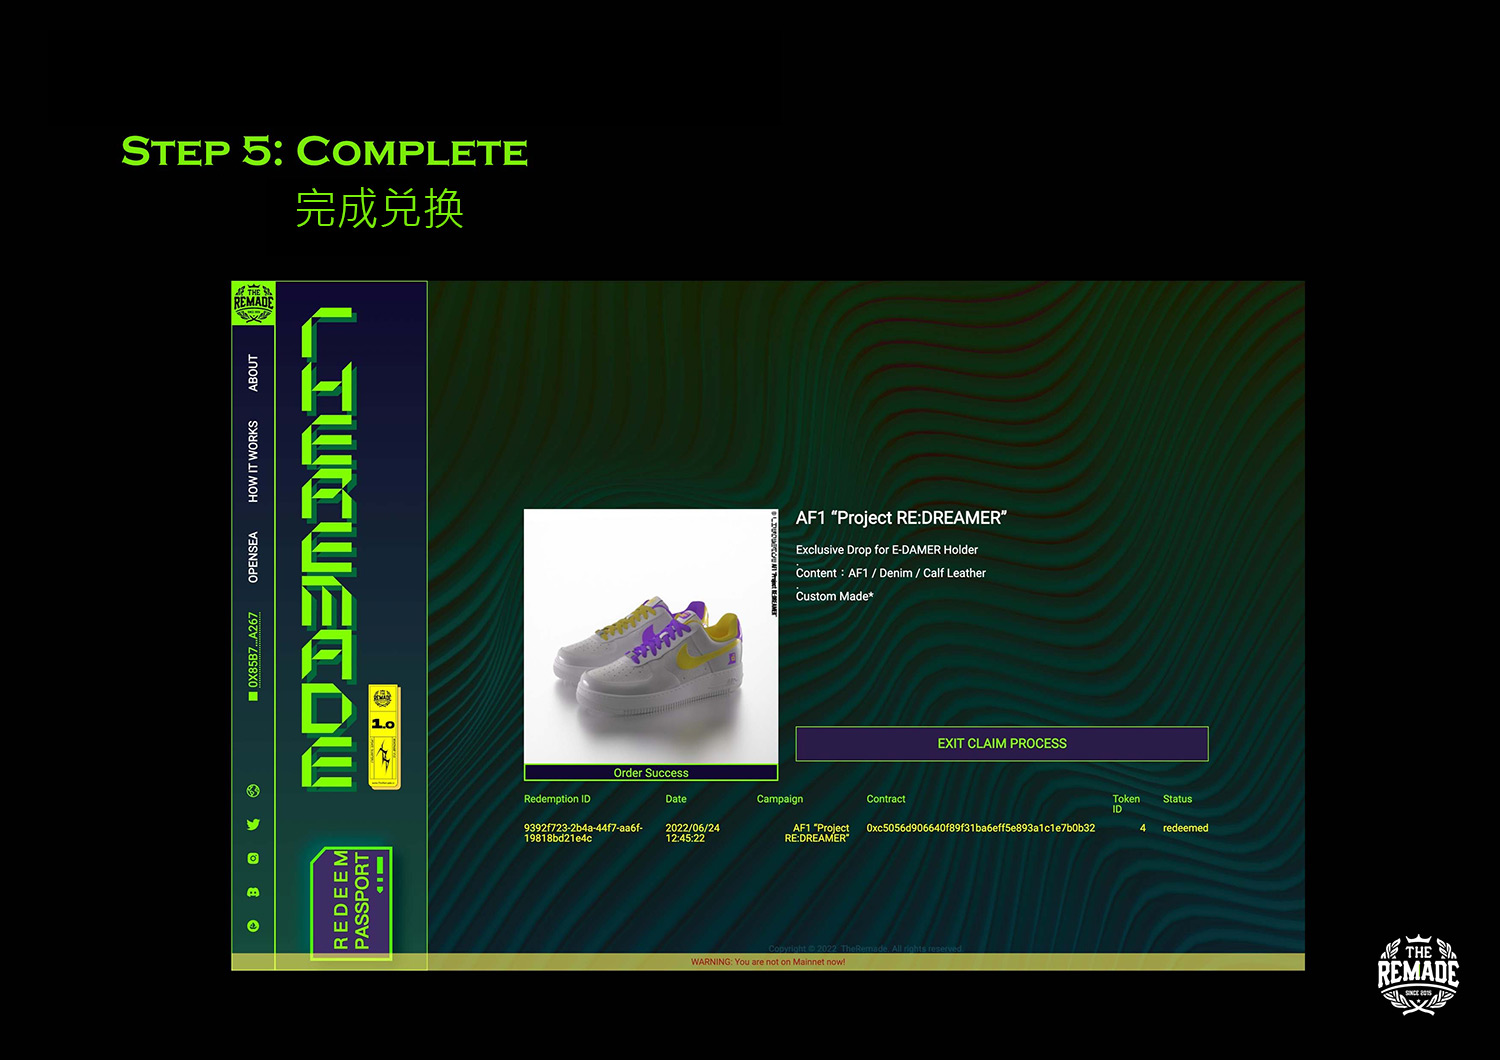 STEP 5: COMPLETE
完成兑换
THE
REMADE
ABOUT
HOW IT WORKS
OPENSEA
0X85B7...A267
THEREMADE
THE
REMADE
1.0
REDEEM
PASSPORT
AF1 “Project RE:DREAMER”
Exclusive Drop for E-DAMER Holder
.
Content : AF1 / Denim / Calf Leather
.
Custom Made*
EXIT CLAIM PROCESS
Order Success
Redemption ID Date Campaign Contract Token ID Status
9392f723-2b4a-44f7-aa6f-19818bd21e4c 2022/06/24 12:45:22 AF1 “Project RE:DREAMER” 0xc5056d906640f89f31ba6eff5e893a1c1e7b0b32 4 redeemed
Copyright © 2022 TheRemade. All rights reserved.
WARNING: You are not on Mainnet now!
THE
REMADE
SINCE 2015